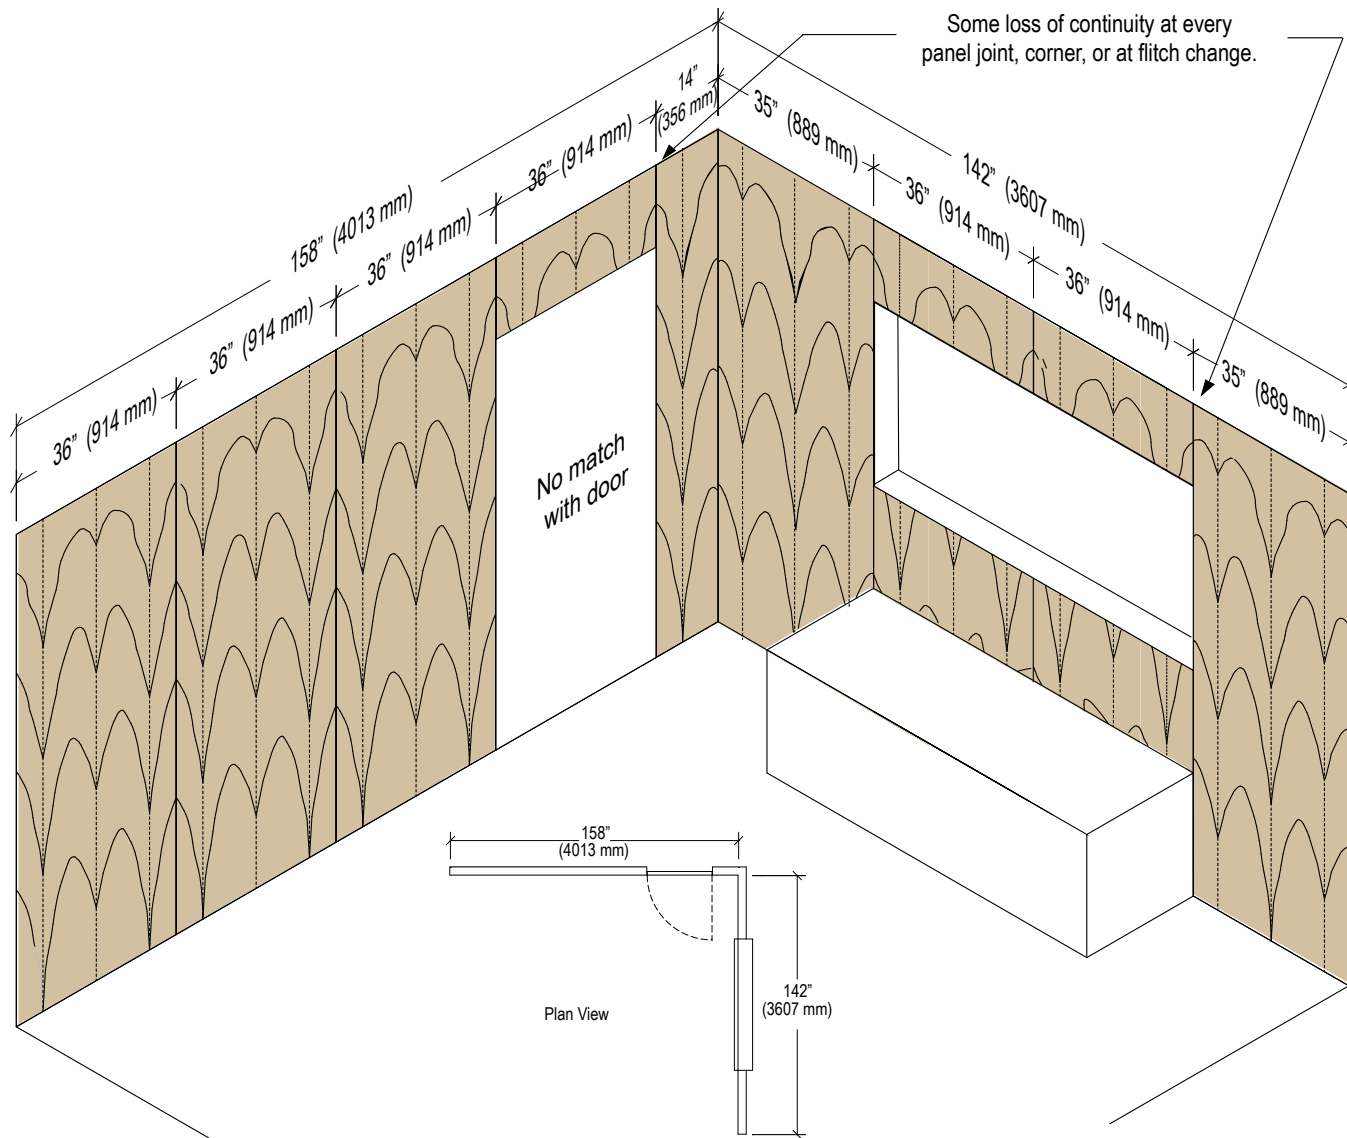 Some loss of continuity at every
panel joint, corner, or at flitch change.
14”
(356 mm)
36” (914 mm)
158” (4013 mm)
36” (914 mm)
36” (914 mm)
36” (914 mm)
35” (889 mm)
142” (3607 mm)
36” (914 mm)
36” (914 mm)
35” (889 mm)
No match
with door
158”
(4013 mm)
142”
(3607 mm)
Plan View